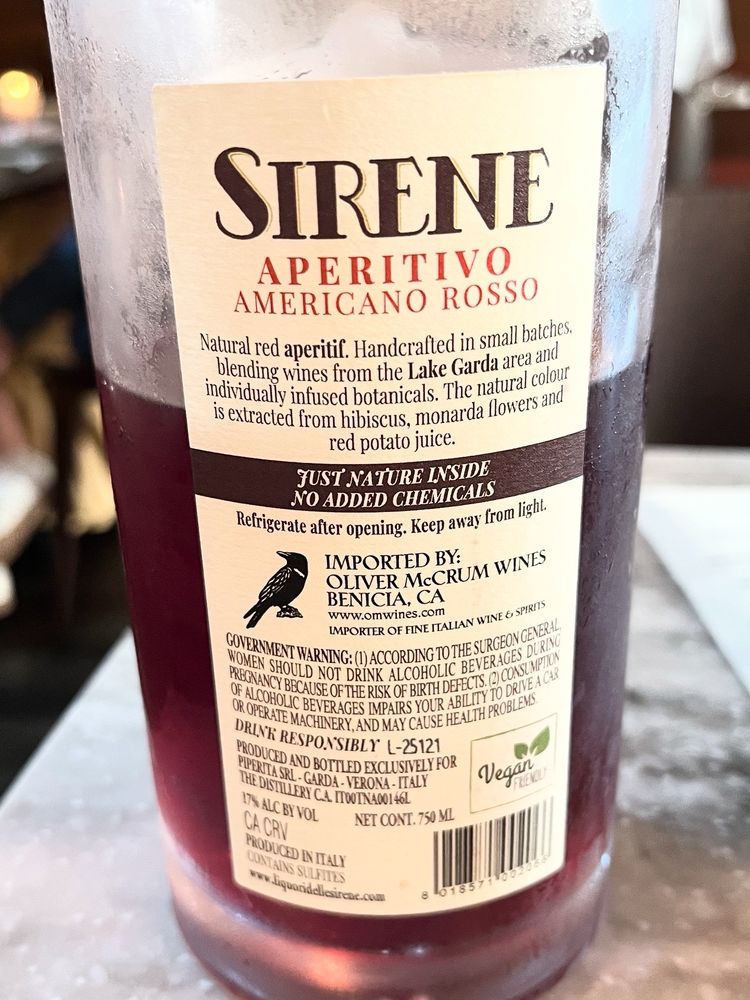 SIRENE
APERITIVO
AMERICANO ROSSO
Natural red aperitif. Handcrafted in small batches,
blending wines from the Lake Garda area and
individually infused botanicals. The natural colour
is extracted from hibiscus, monarda flowers and
red potato juice.
JUST NATURE INSIDE
NO ADDED CHEMICALS
Refrigerate after opening. Keep away from light.
IMPORTED BY:
OLIVER McCRUM WINES
BENICIA, CA
www.omwines.com
IMPORTER OF FINE ITALIAN WINE & SPIRITS
GOVERNMENT WARNING: (1) ACCORDING TO THE SURGEON GENERAL,
WOMEN SHOULD NOT DRINK ALCOHOLIC BEVERAGES DURING
PREGNANCY BECAUSE OF THE RISK OF BIRTH DEFECTS. (2) CONSUMPTION
OF ALCOHOLIC BEVERAGES IMPAIRS YOUR ABILITY TO DRIVE A CAR
OR OPERATE MACHINERY, AND MAY CAUSE HEALTH PROBLEMS.
DRINK RESPONSIBLY L-25121
PRODUCED AND BOTTLED EXCLUSIVELY FOR
PIPERITA SRL - GARDA - VERONA - ITALY
THE DISTILLERY C.A. IT00TNA00146L
17% ALC BY VOL NET CONT. 750 ML
CA CRV
PRODUCED IN ITALY
CONTAINS SULFITES
www.liquoridellesirene.com
Vegan
FRIENDLY